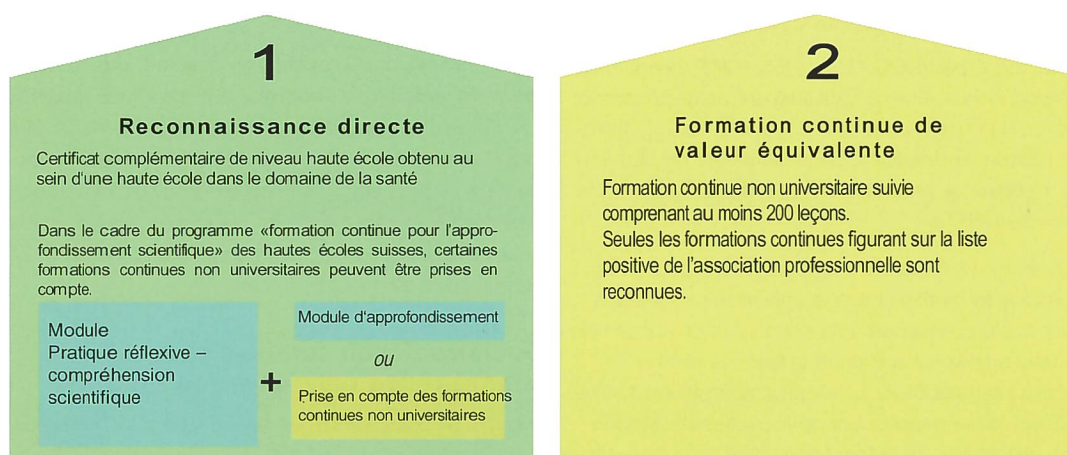 1
Reconnaissance directe
Certificat complémentaire de niveau haute école obtenu au
sein d'une haute école dans le domaine de la santé
Dans le cadre du programme «formation continue pour l'appro-
fondissement scientifique» des hautes écoles suisses, certaines
formations continues non universitaires peuvent être prises en
compte.
Module
Pratique réflexive –
compréhension
scientifique
+
Module d'approfondissement
ou
Prise en compte des formations
continues non universitaires
2
Formation continue de
valeur équivalente
Formation continue non universitaire suivie
comprenant au moins 200 leçons.
Seules les formations continues figurant sur la liste
positive de l'association professionnelle sont
reconnues.